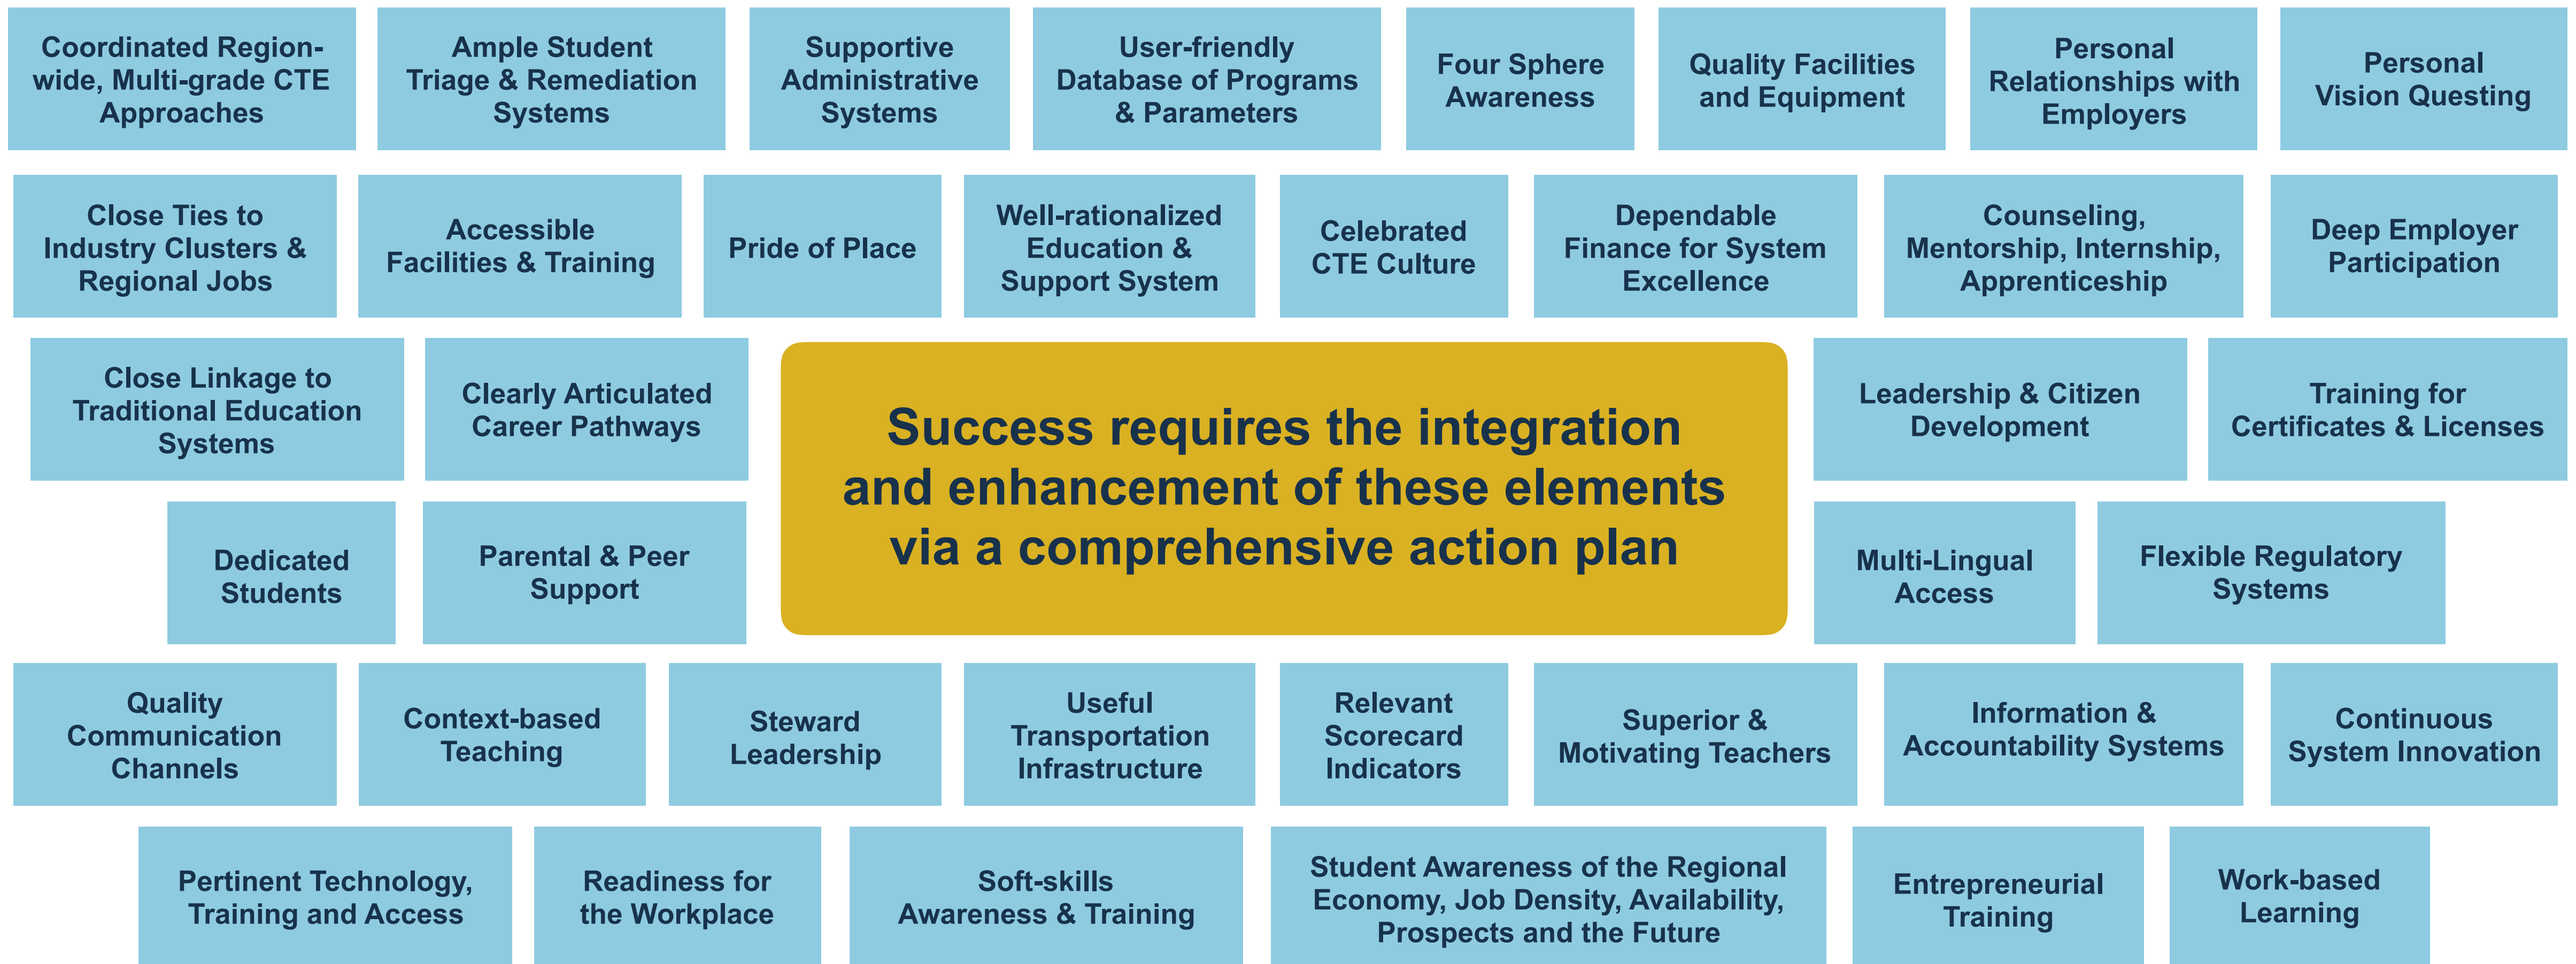 Coordinated Region-
wide, Multi-grade CTE
Approaches
Ample Student
Triage & Remediation
Systems
Supportive
Administrative
Systems
User-friendly
Database of Programs
& Parameters
Four Sphere
Awareness
Quality Facilities
and Equipment
Personal
Relationships with
Employers
Personal
Vision Questing
Close Ties to
Industry Clusters &
Regional Jobs
Accessible
Facilities & Training
Pride of Place
Well-rationalized
Education &
Support System
Celebrated
CTE Culture
Dependable
Finance for System
Excellence
Counseling,
Mentorship, Internship,
Apprenticeship
Deep Employer
Participation
Close Linkage to
Traditional Education
Systems
Clearly Articulated
Career Pathways
Success requires the integration
and enhancement of these elements
via a comprehensive action plan
Leadership & Citizen
Development
Training for
Certificates & Licenses
Dedicated
Students
Parental & Peer
Support
Multi-Lingual
Access
Flexible Regulatory
Systems
Quality
Communication
Channels
Context-based
Teaching
Steward
Leadership
Useful
Transportation
Infrastructure
Relevant
Scorecard
Indicators
Superior &
Motivating Teachers
Information &
Accountability Systems
Continuous
System Innovation
Pertinent Technology,
Training and Access
Readiness for
the Workplace
Soft-skills
Awareness & Training
Student Awareness of the Regional
Economy, Job Density, Availability,
Prospects and the Future
Entrepreneurial
Training
Work-based
Learning